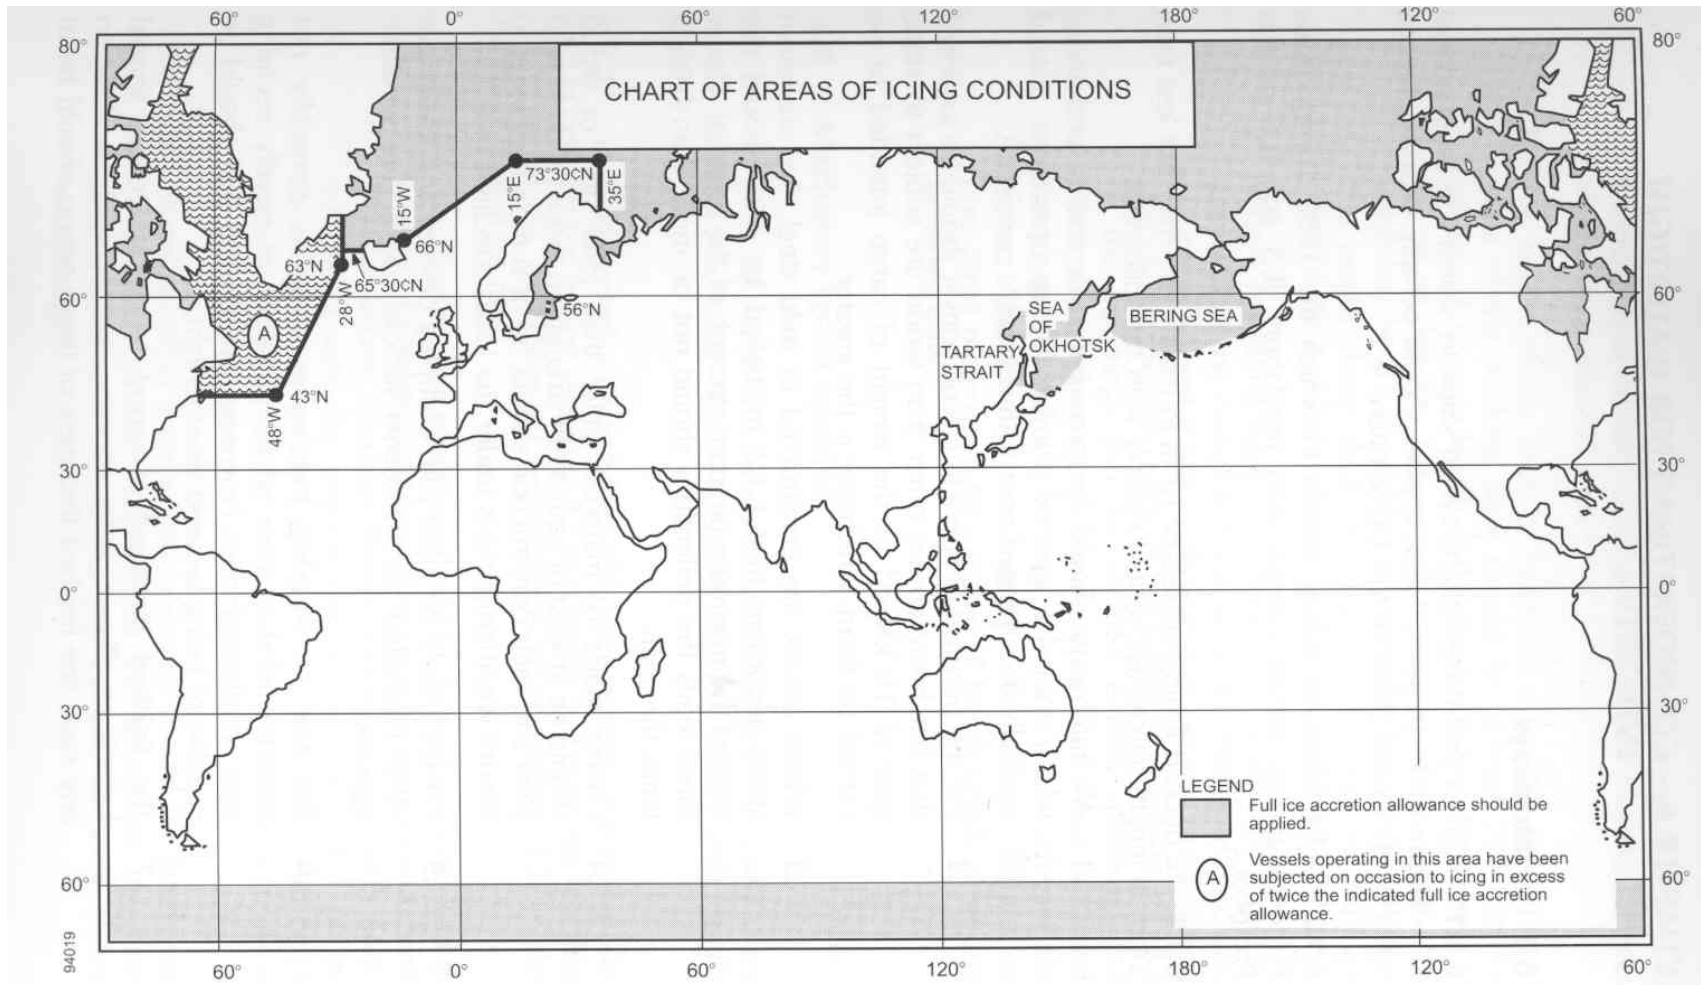 60° 0° 60° 120° 180° 120° 60°
80° 80°
CHART OF AREAS OF ICING CONDITIONS
73°30¢N
15°W
15°E
35°E
66°N
63°N
65°30¢N
28°W
60° 60°
56°N
A
SEA
OF
OKHOTSK
BERING SEA
TARTARY
STRAIT
43°N
48°W
30° 30°
0° 0°
30° 30°
LEGEND
Full ice accretion allowance should be
applied.
A
Vessels operating in this area have been
subjected on occasion to icing in excess
of twice the indicated full ice accretion
allowance.
60° 60°
94019
60° 0° 60° 120° 180° 120° 60°